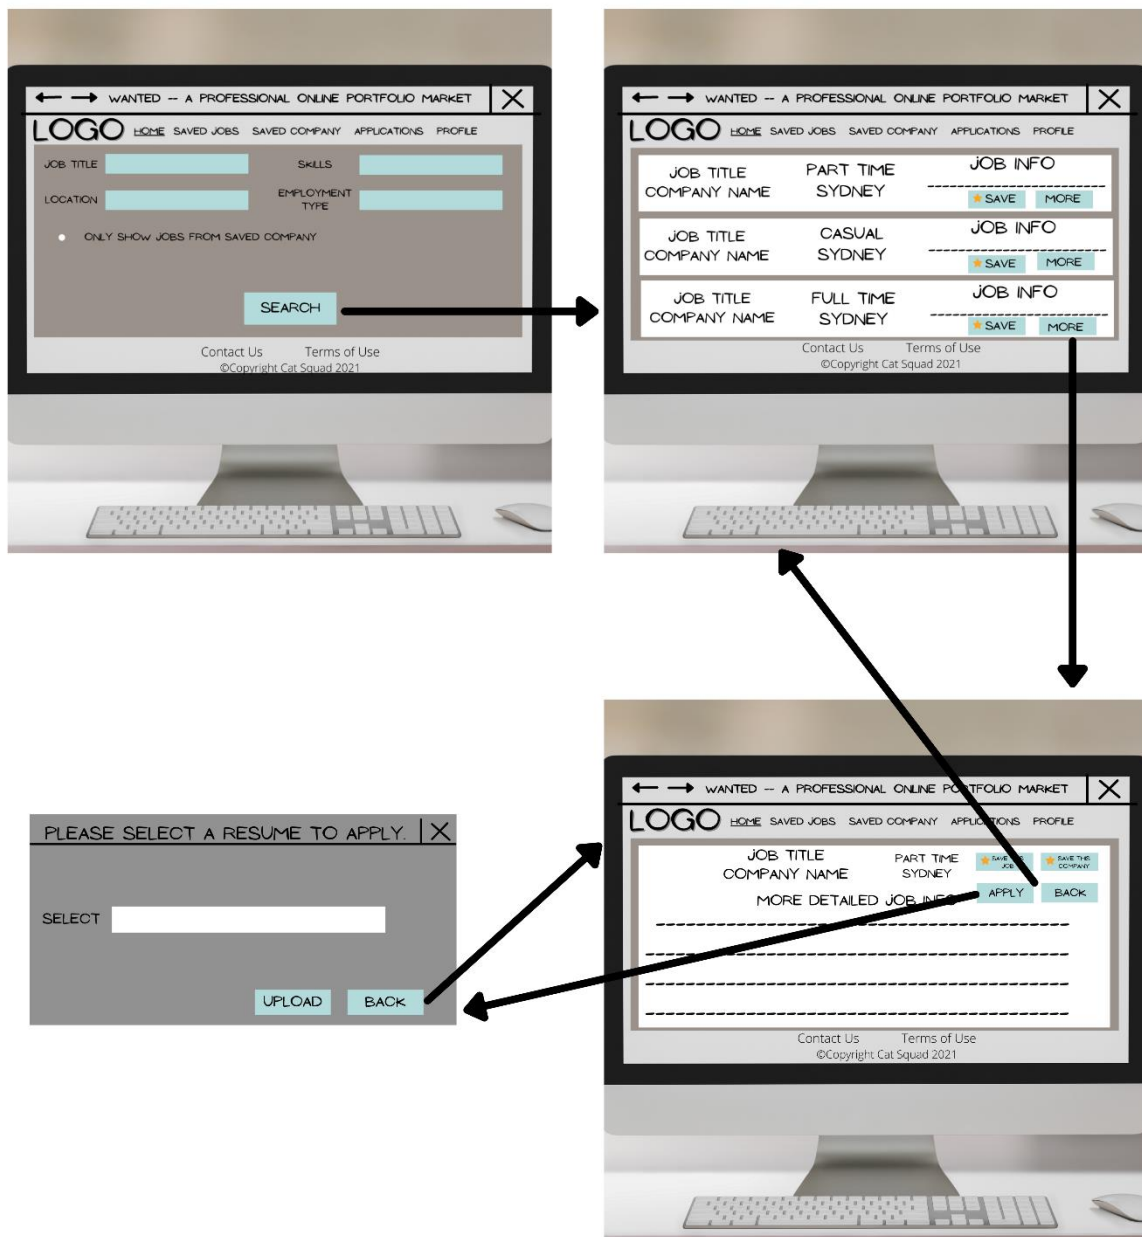 WANTED -- A PROFESSIONAL ONLINE PORTFOLIO MARKET
LOGO HOME SAVED JOBS SAVED COMPANY APPLICATIONS PROFILE
JOB TITLE SKILLS
LOCATION EMPLOYMENT TYPE
ONLY SHOW JOBS FROM SAVED COMPANY
SEARCH
Contact Us Terms of Use
©Copyright Cat Squad 2021
WANTED -- A PROFESSIONAL ONLINE PORTFOLIO MARKET
LOGO HOME SAVED JOBS SAVED COMPANY APPLICATIONS PROFILE
JOB TITLE PART TIME JOB INFO
COMPANY NAME SYDNEY
SAVE MORE
JOB TITLE CASUAL JOB INFO
COMPANY NAME SYDNEY
SAVE MORE
JOB TITLE FULL TIME JOB INFO
COMPANY NAME SYDNEY
SAVE MORE
Contact Us Terms of Use
©Copyright Cat Squad 2021
PLEASE SELECT A RESUME TO APPLY.
SELECT
UPLOAD BACK
WANTED -- A PROFESSIONAL ONLINE PORTFOLIO MARKET
LOGO HOME SAVED JOBS SAVED COMPANY APPLICATIONS PROFILE
JOB TITLE PART TIME SAVE THIS JOB SAVE THIS COMPANY
COMPANY NAME SYDNEY
MORE DETAILED JOB INFO APPLY BACK
Contact Us Terms of Use
©Copyright Cat Squad 2021